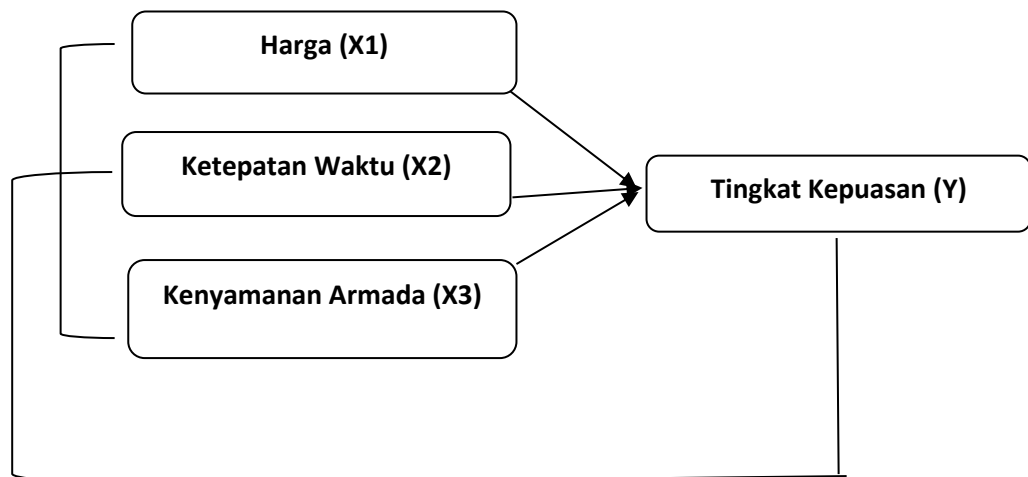 Harga (X1)
Ketepatan Waktu (X2)
Tingkat Kepuasan (Y)
Kenyamanan Armada (X3)